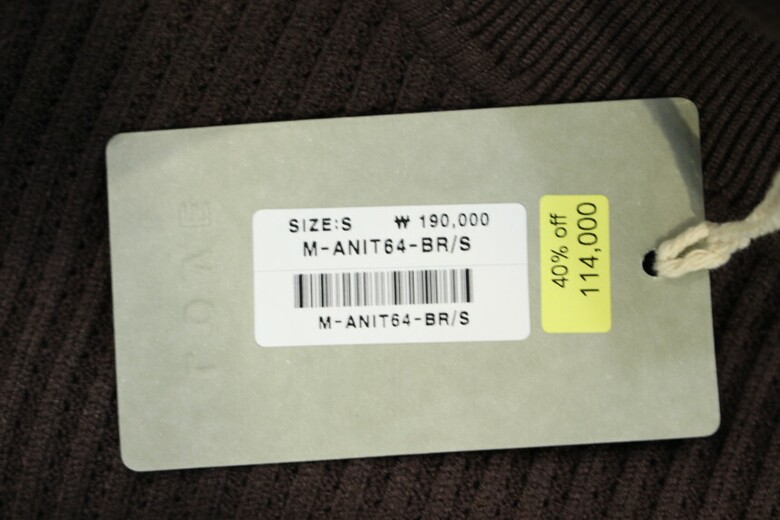 SIZE:S ₩ 190,000
M-ANIT64-BR/S
M-ANIT64-BR/S
40% off
114,000